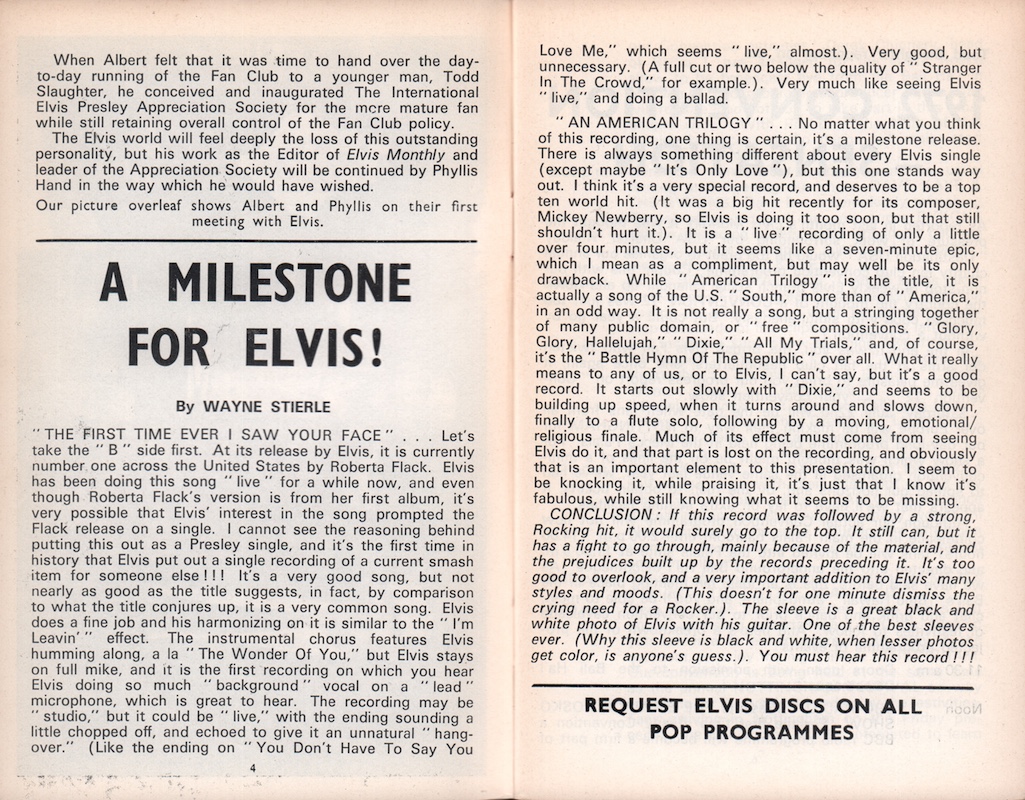 When Albert felt that it was time to hand over the day-
to-day running of the Fan Club to a younger man, Todd
Slaughter, he conceived and inaugurated The International
Elvis Presley Appreciation Society for the more mature fan
while still retaining overall control of the Fan Club policy.
The Elvis world will feel deeply the loss of this outstanding
personality, but his work as the Editor of Elvis Monthly and
leader of the Appreciation Society will be continued by Phyllis
Hand in the way which he would have wished.
Our picture overleaf shows Albert and Phyllis on their first
meeting with Elvis.
A MILESTONE
FOR ELVIS!
By WAYNE STIERLE
"THE FIRST TIME EVER I SAW YOUR FACE" . . . Let's
take the "B" side first. At its release by Elvis, it is currently
number one across the United States by Roberta Flack. Elvis
has been doing this song "live" for a while now, and even
though Roberta Flack's version is from her first album, it's
very possible that Elvis' interest in the song prompted the
Flack release on a single. I cannot see the reasoning behind
putting this out as a Presley single, and it's the first time in
history that Elvis put out a single recording of a current smash
item for someone else!!! It's a very good song, but not
nearly as good as the title suggests, in fact, by comparison
to what the title conjures up, it is a very common song. Elvis
does a fine job and his harmonizing on it is similar to the "I'm
Leavin'" effect. The instrumental chorus features Elvis
humming along, a la "The Wonder Of You," but Elvis stays
on full mike, and it is the first recording on which you hear
Elvis doing so much "background" vocal on a "lead"
microphone, which is great to hear. The recording may be
"studio," but it could be "live," with the ending sounding a
little chopped off, and echoed to give it an unnatural "hang-
over." (Like the ending on "You Don't Have To Say You
4
Love Me," which seems "live," almost.). Very good, but
unnecessary. (A full cut or two below the quality of "Stranger
In The Crowd," for example.). Very much like seeing Elvis
"live," and doing a ballad.
"AN AMERICAN TRILOGY" . . . No matter what you think
of this recording, one thing is certain, it's a milestone release.
There is always something different about every Elvis single
(except maybe "It's Only Love"), but this one stands way
out. I think it's a very special record, and deserves to be a top
ten world hit. (It was a big hit recently for its composer,
Mickey Newberry, so Elvis is doing it too soon, but that still
shouldn't hurt it.). It is a "live" recording of only a little
over four minutes, but it seems like a seven-minute epic,
which I mean as a compliment, but may well be its only
drawback. While "American Trilogy" is the title, it is
actually a song of the U.S. "South," more than of "America,"
in an odd way. It is not really a song, but a stringing together
of many public domain, or "free" compositions. "Glory,
Glory, Hallelujah," "Dixie," "All My Trials," and, of course,
it's the "Battle Hymn Of The Republic" over all. What it really
means to any of us, or to Elvis, I can't say, but it's a good
record. It starts out slowly with "Dixie," and seems to be
building up speed, when it turns around and slows down,
finally to a flute solo, following by a moving, emotional/
religious finale. Much of its effect must come from seeing
Elvis do it, and that part is lost on the recording, and obviously
that is an important element to this presentation. I seem to
be knocking it, while praising it, it's just that I know it's
fabulous, while still knowing what it seems to be missing.
CONCLUSION: If this record was followed by a strong,
Rocking hit, it would surely go to the top. It still can, but it
has a fight to go through, mainly because of the material, and
the prejudices built up by the records preceding it. It's too
good to overlook, and a very important addition to Elvis' many
styles and moods. (This doesn't for one minute dismiss the
crying need for a Rocker.). The sleeve is a great black and
white photo of Elvis with his guitar. One of the best sleeves
ever. (Why this sleeve is black and white, when lesser photos
get color, is anyone's guess.). You must hear this record!!!
REQUEST ELVIS DISCS ON ALL
POP PROGRAMMES